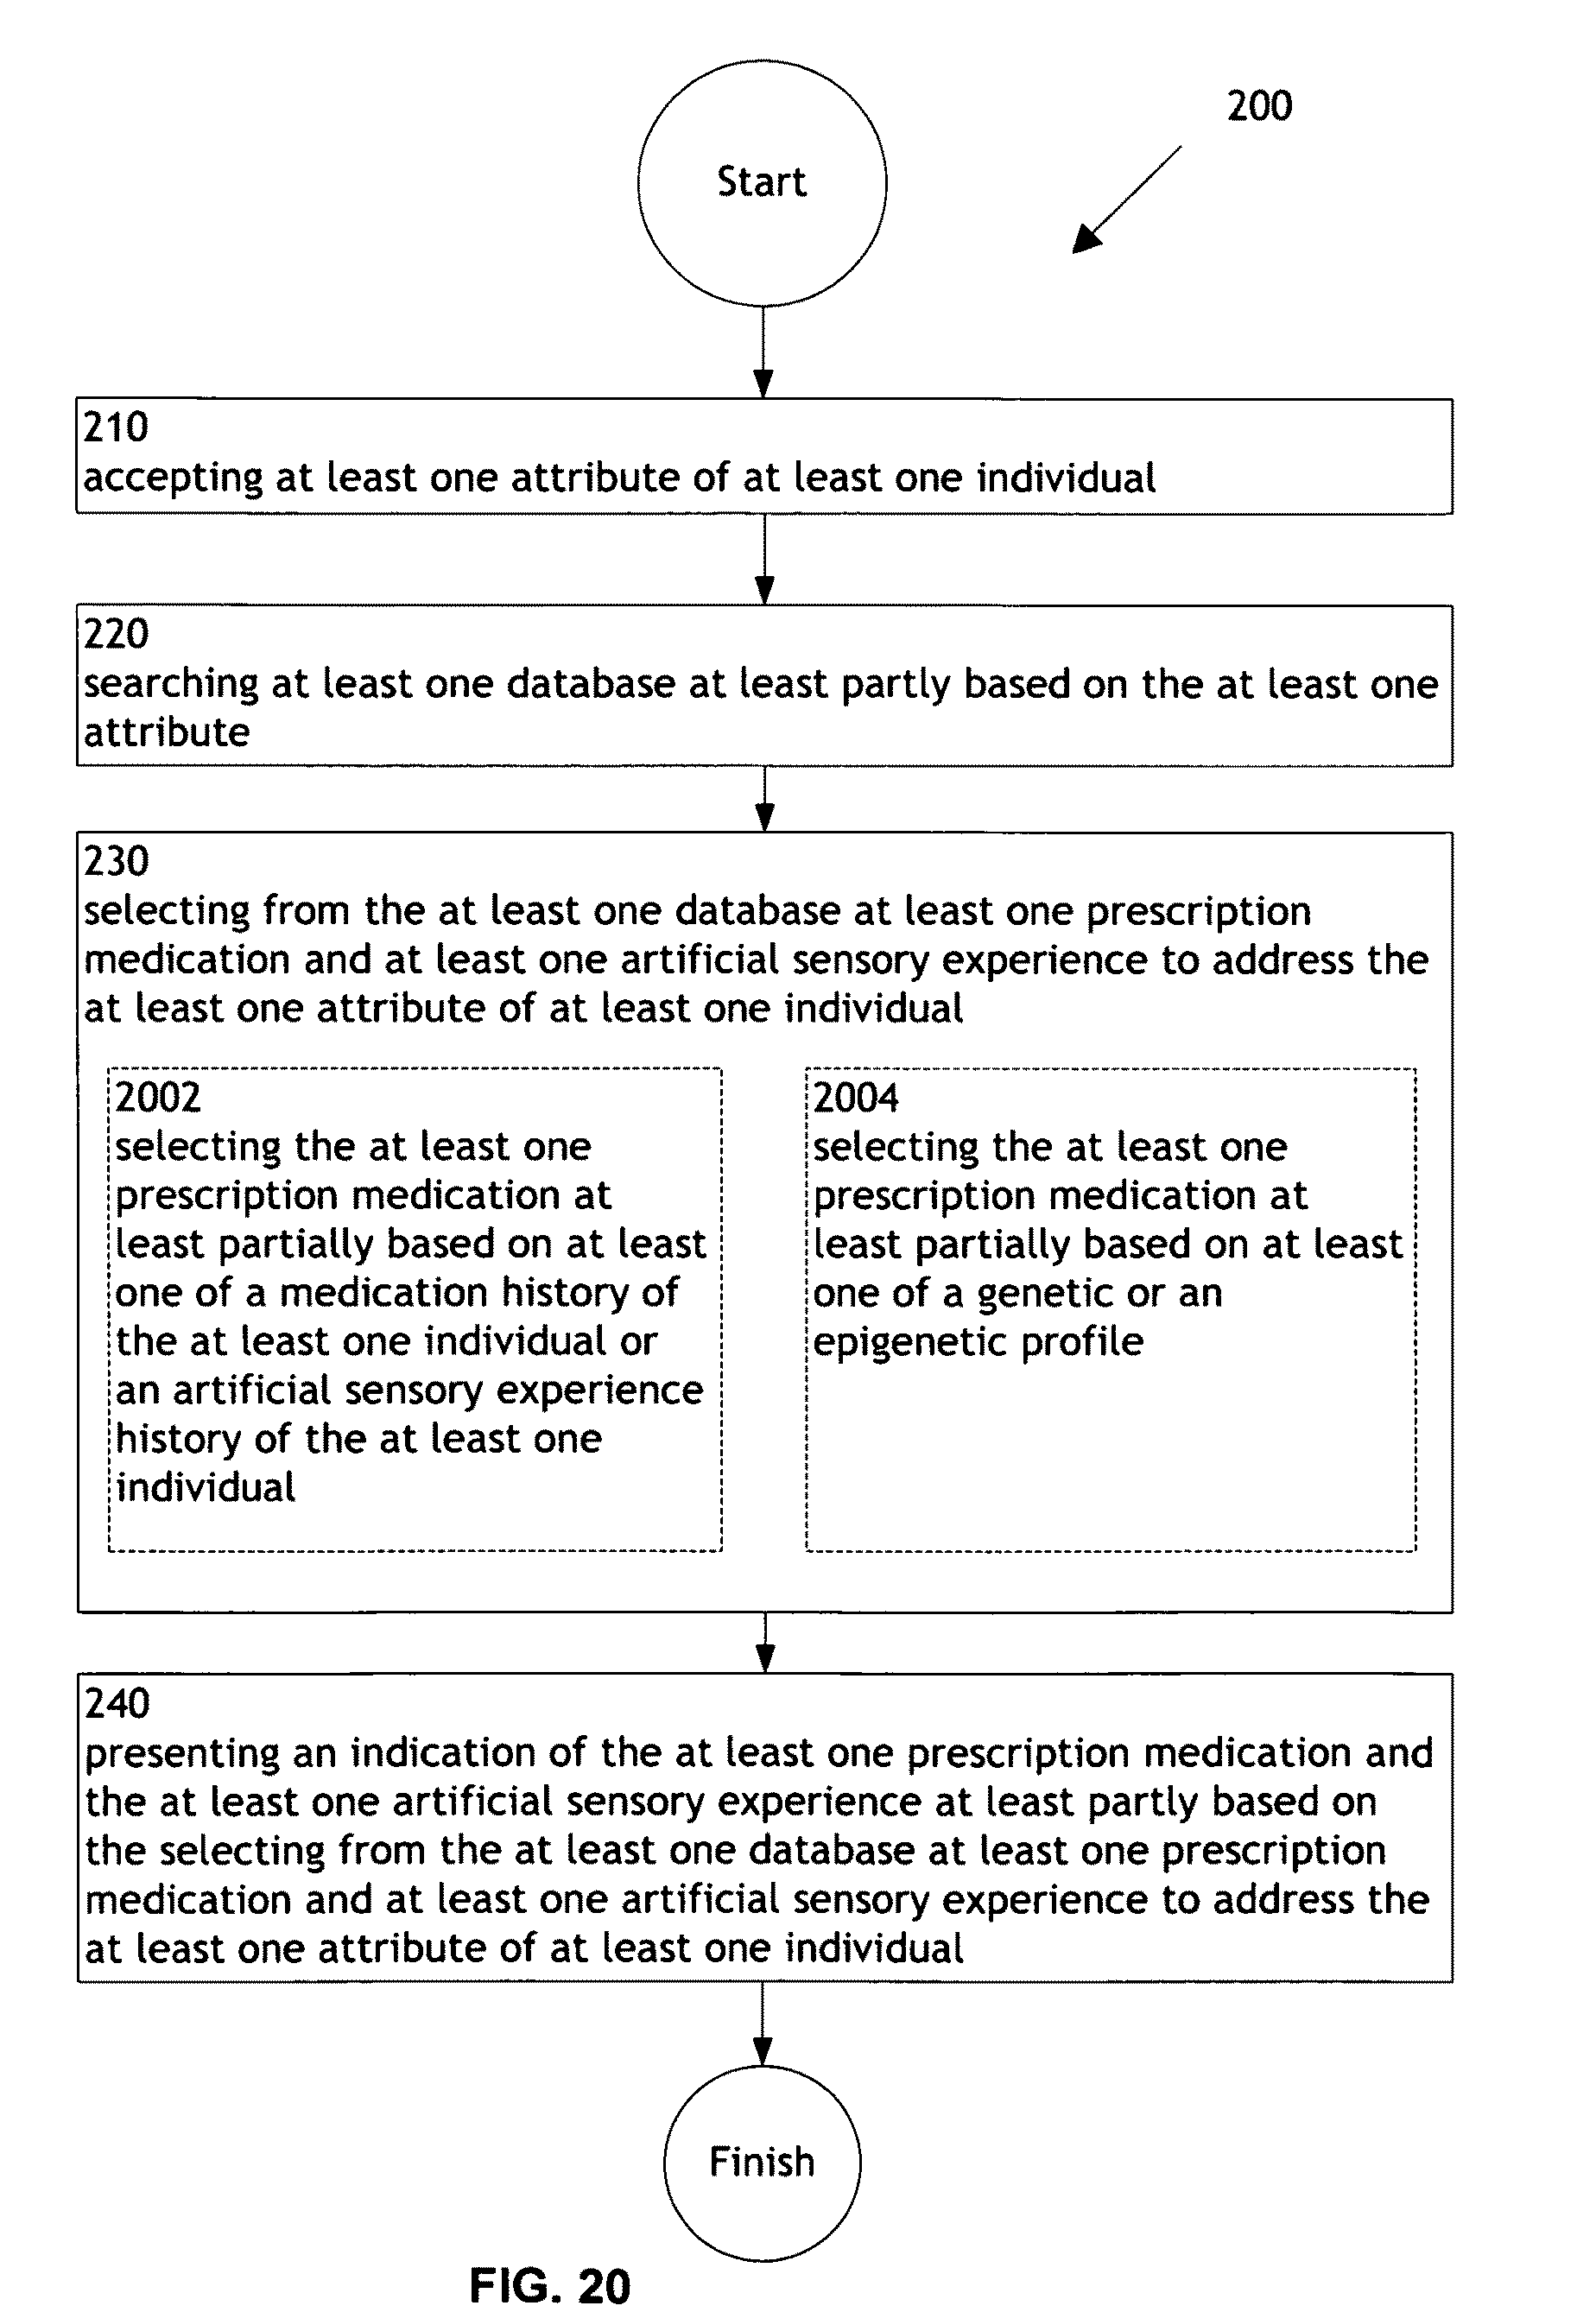 200
Start
210
accepting at least one attribute of at least one individual
220
searching at least one database at least partly based on the at least one
attribute
230
selecting from the at least one database at least one prescription
medication and at least one artificial sensory experience to address the
at least one attribute of at least one individual
2002
selecting the at least one
prescription medication at
least partially based on at least
one of a medication history of
the at least one individual or
an artificial sensory experience
history of the at least one
individual
2004
selecting the at least one
prescription medication at
least partially based on at least
one of a genetic or an
epigenetic profile
240
presenting an indication of the at least one prescription medication and
the at least one artificial sensory experience at least partly based on
the selecting from the at least one database at least one prescription
medication and at least one artificial sensory experience to address the
at least one attribute of at least one individual
Finish
FIG. 20